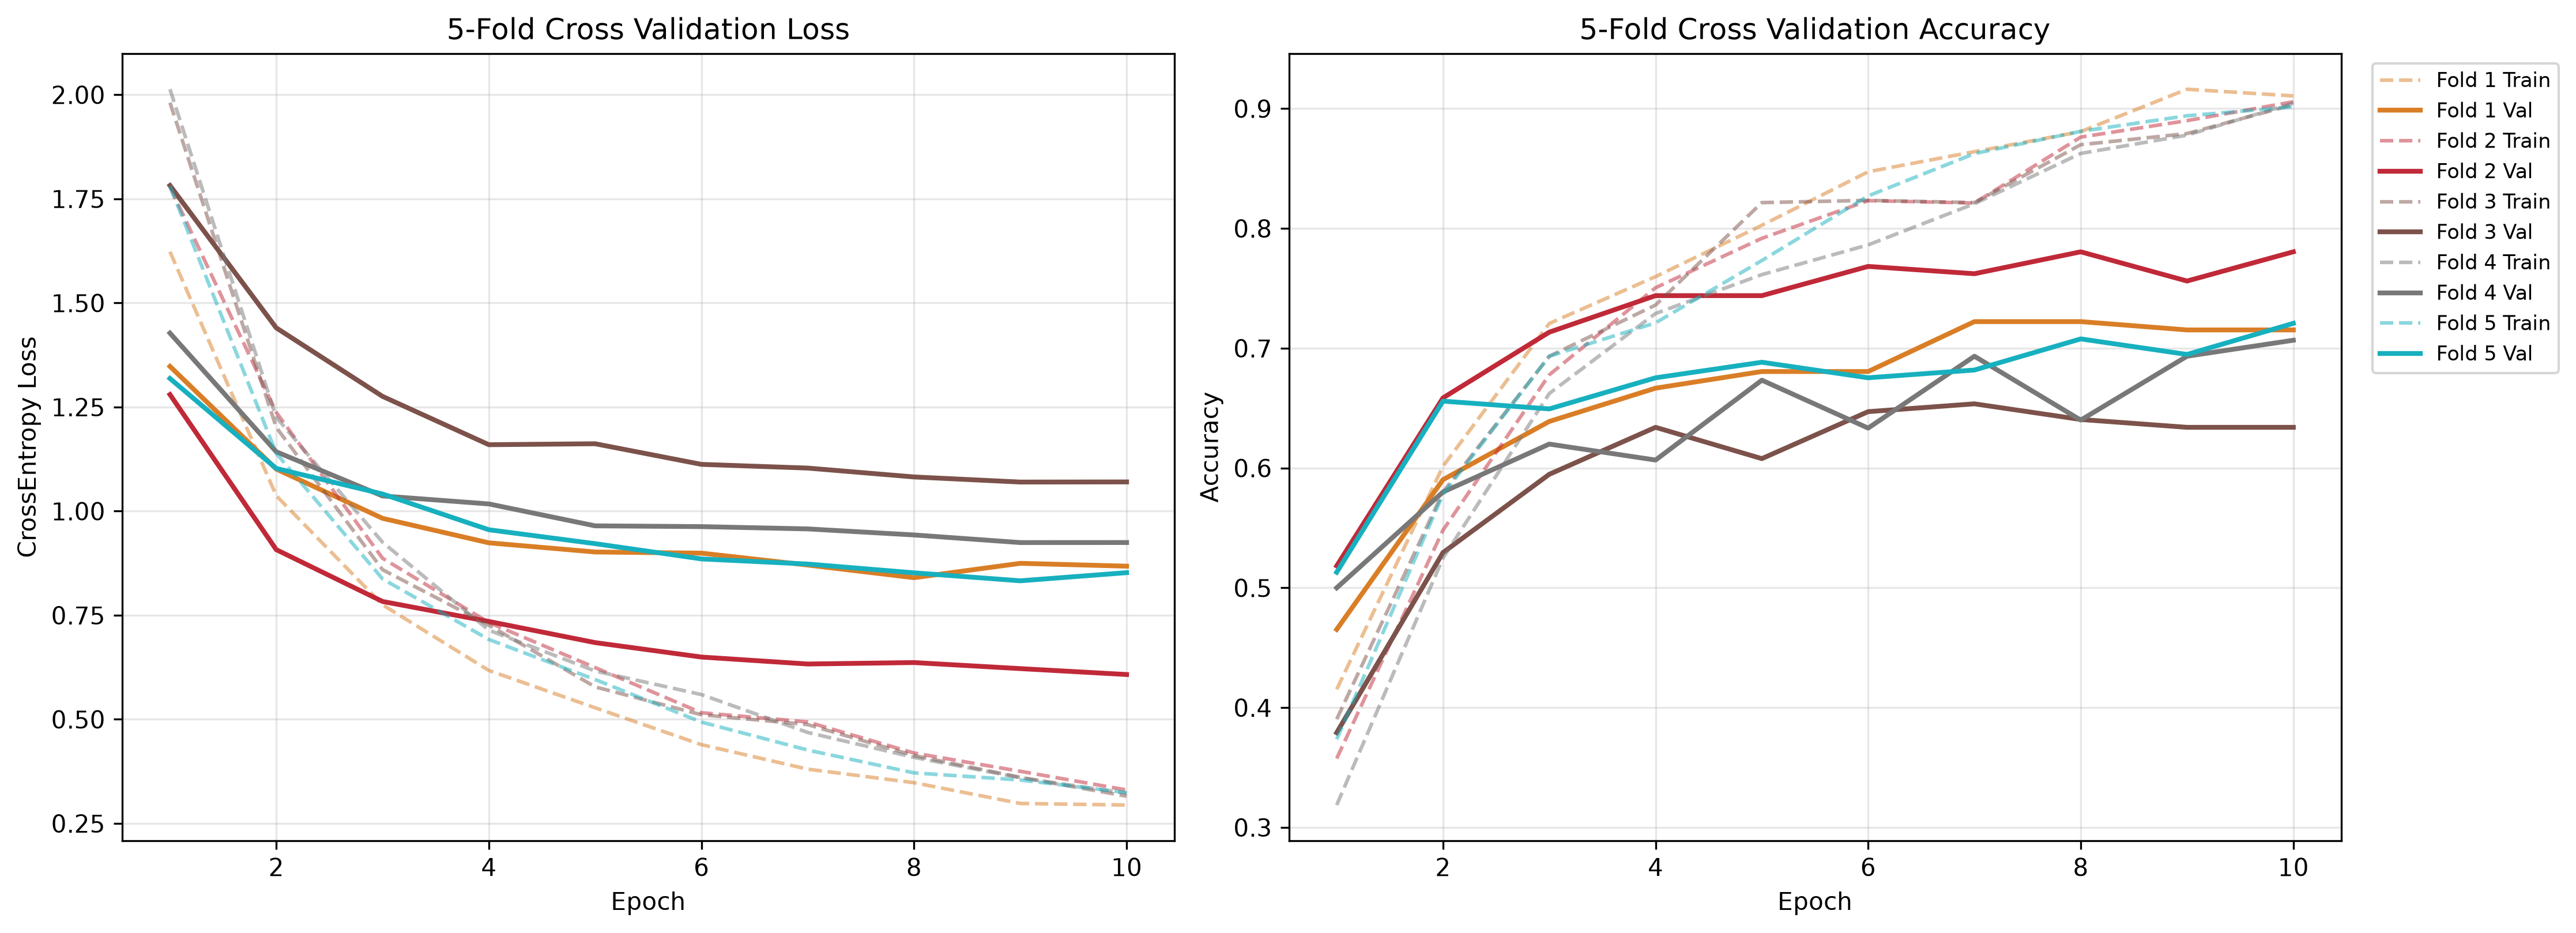 5-Fold Cross Validation Loss
CrossEntropy Loss
2.00
1.75
1.50
1.25
1.00
0.75
0.50
0.25
2 4 6 8 10
Epoch
5-Fold Cross Validation Accuracy
Accuracy
0.9
0.8
0.7
0.6
0.5
0.4
0.3
2 4 6 8 10
Epoch
Fold 1 Train
Fold 1 Val
Fold 2 Train
Fold 2 Val
Fold 3 Train
Fold 3 Val
Fold 4 Train
Fold 4 Val
Fold 5 Train
Fold 5 Val